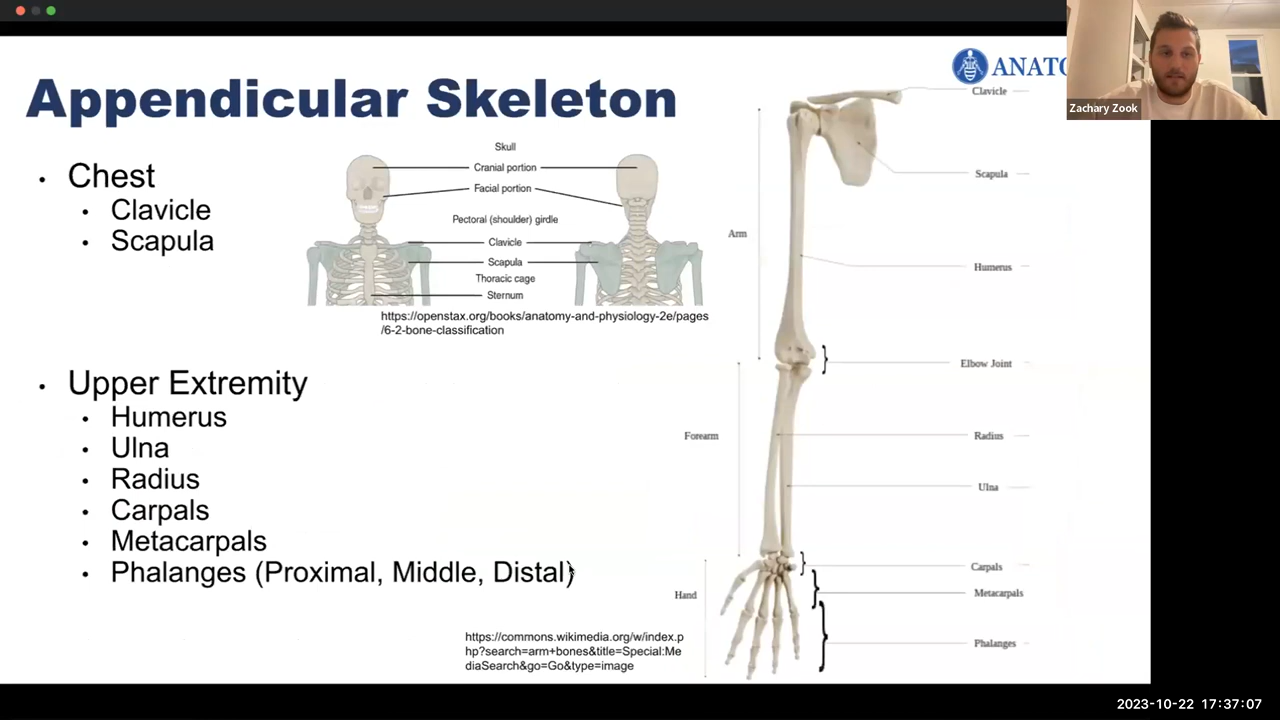 Appendicular Skeleton
Chest
Clavicle
Scapula
Skull
Cranial portion
Facial portion
Pectoral (shoulder) girdle
Clavicle
Scapula
Thoracic cage
Sternum
https://openstax.org/books/anatomy-and-physiology-2e/pages
/6-2-bone-classification
Upper Extremity
Humerus
Ulna
Radius
Carpals
Metacarpals
Phalanges (Proximal, Middle, Distal)
https://commons.wikimedia.org/w/index.p
hp?search=arm+bones&title=Special:Me
diaSearch&go=Go&type=image
ANATO
Clavicle
Scapula
Arm
Humerus
Elbow Joint
Forearm
Radius
Ulna
Carpals
Hand
Metacarpals
Phalanges
Zachary Zook
2023-10-22 17:37:07